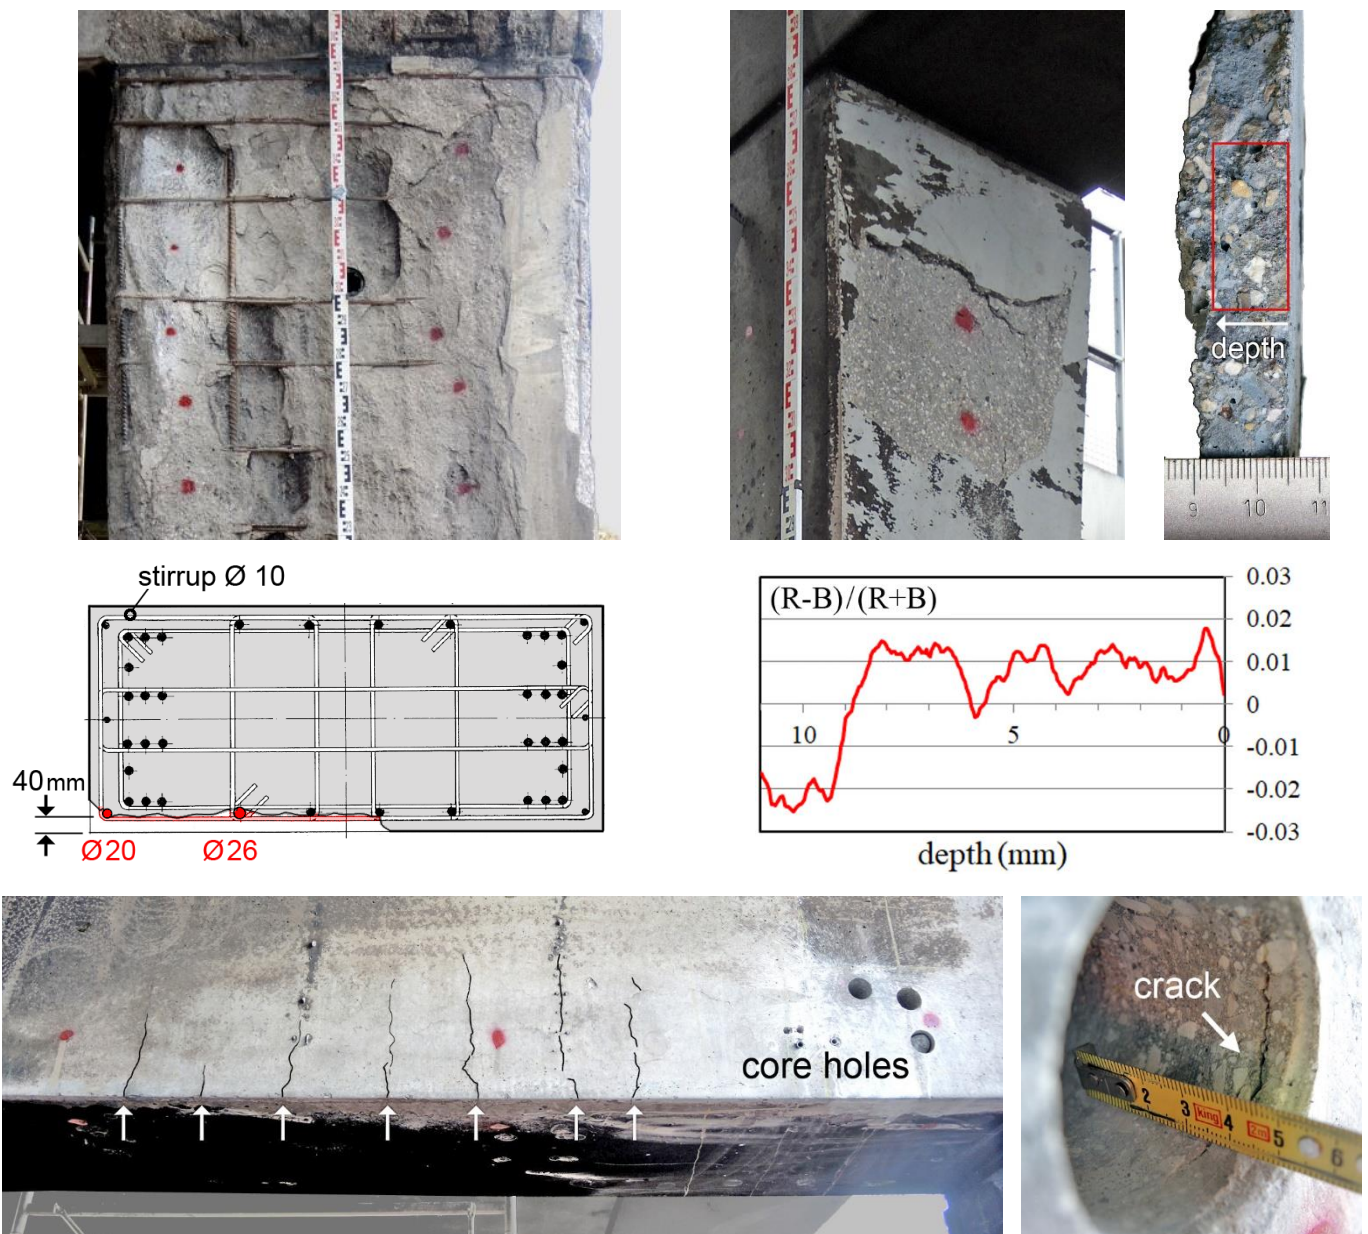 depth
9 10 11
stirrup Ø 10
40mm
Ø20 Ø26
(R-B)/(R+B)
0.03
0.02
0.01
0
-0.01
-0.02
-0.03
10 5 0
depth (mm)
core holes
crack
2 3 king 4 2m 5 6